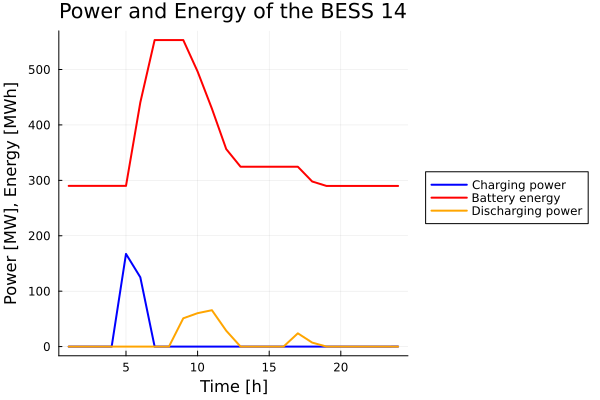 Power and Energy of the BESS 14
Power [MW], Energy [MWh]
500
400
300
200
100
0
5
10
15
20
Time [h]
Charging power
Battery energy
Discharging power